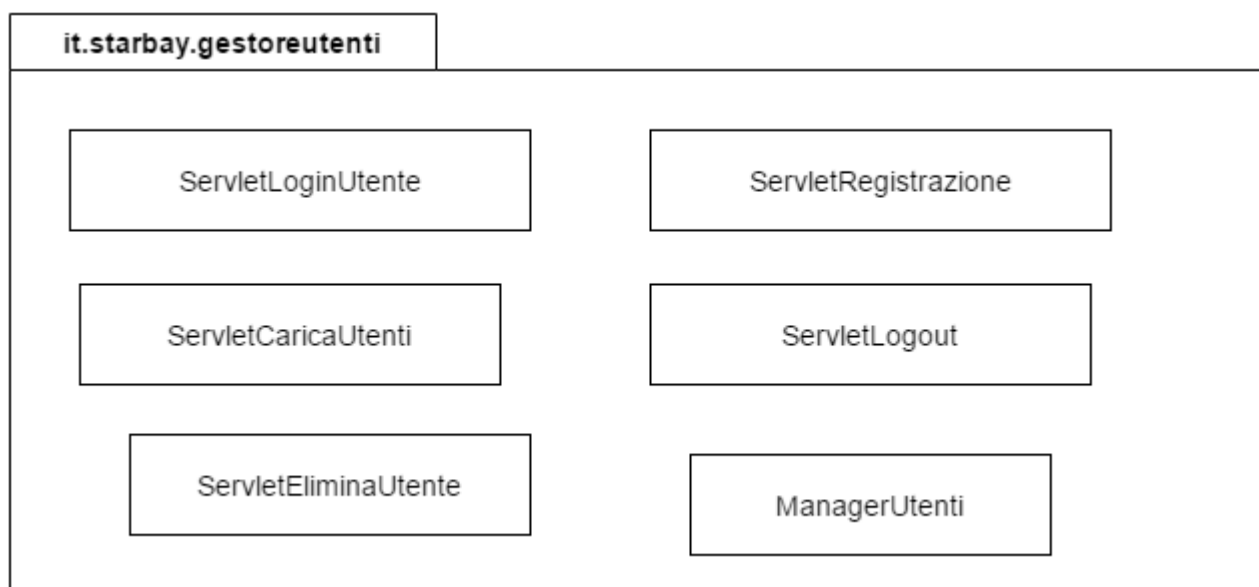 it.starbay.gestoreutenti
ServletLoginUtente
ServletRegistrazione
ServletCaricaUtenti
ServletLogout
ServletEliminaUtente
ManagerUtenti